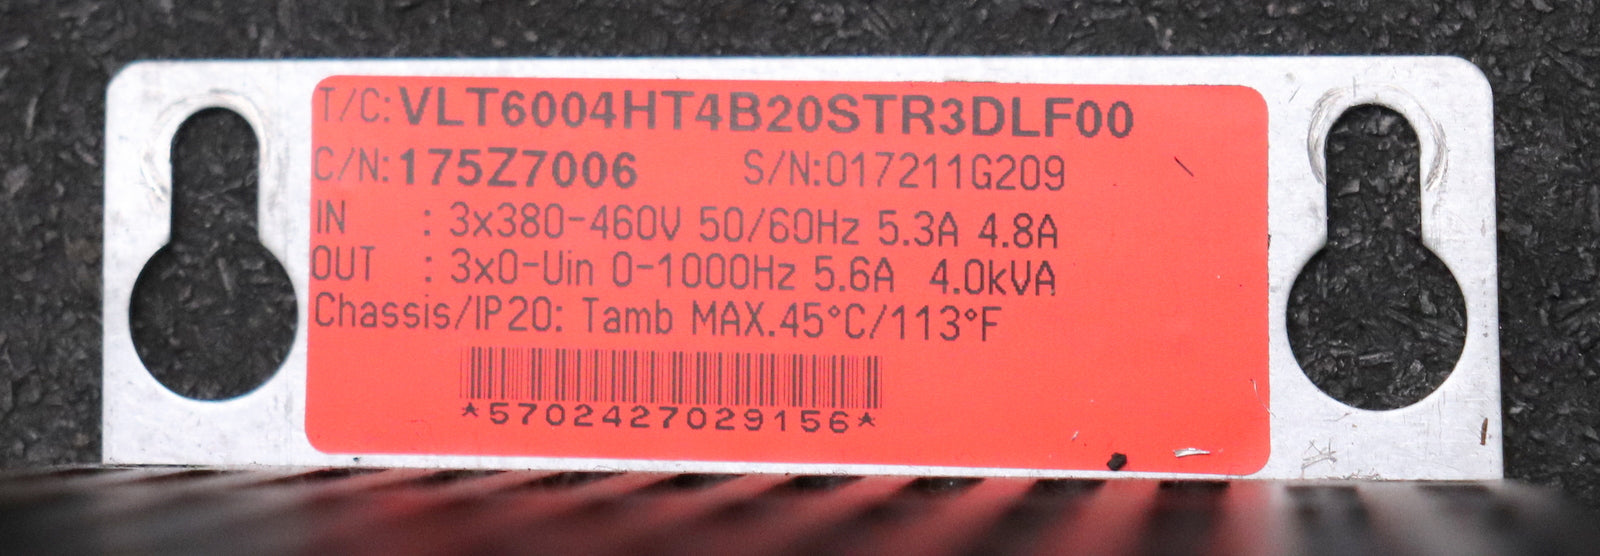 T/C:VLT6004HT4B20STR3DLF00
C/N:175Z7006 S/N:017211G209
IN : 3x380-460V 50/60Hz 5.3A 4.8A
OUT : 3x0-Uin 0-1000Hz 5.6A 4.0kVA
Chassis/IP20: Tamb MAX.45°C/113°F
*5702427029156*